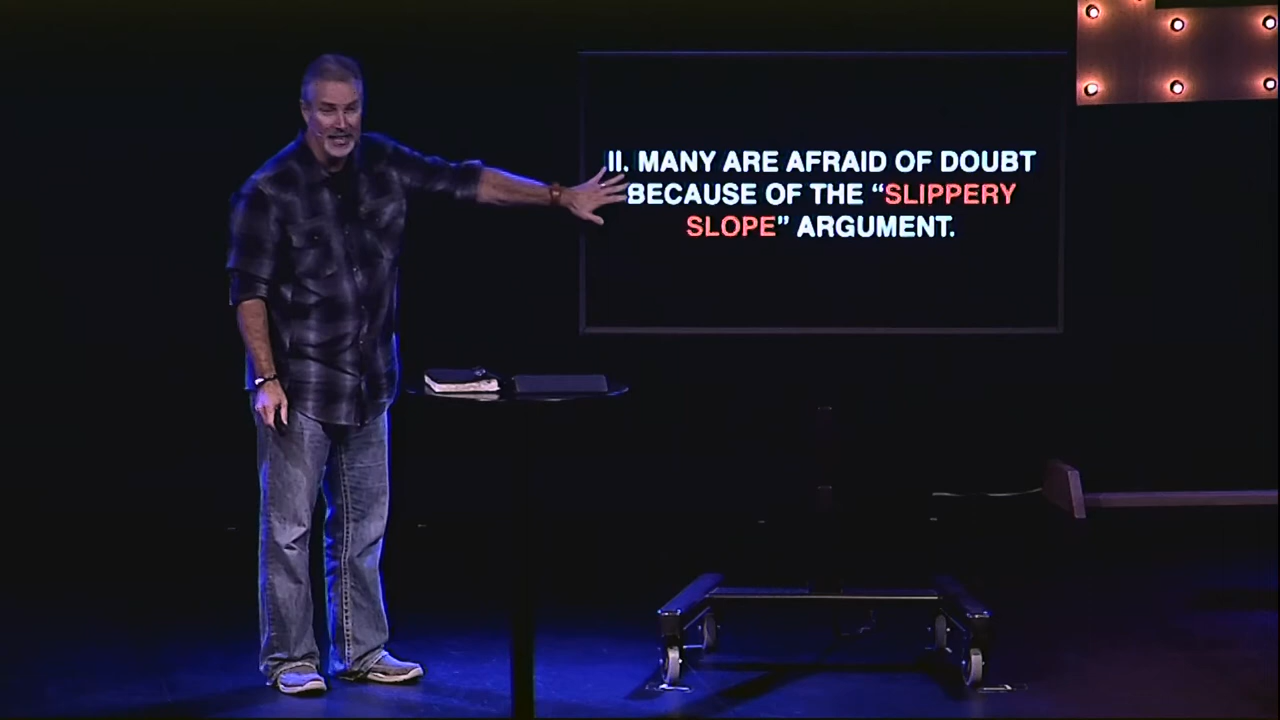 II. MANY ARE AFRAID OF DOUBT
BECAUSE OF THE “SLIPPERY
SLOPE” ARGUMENT.